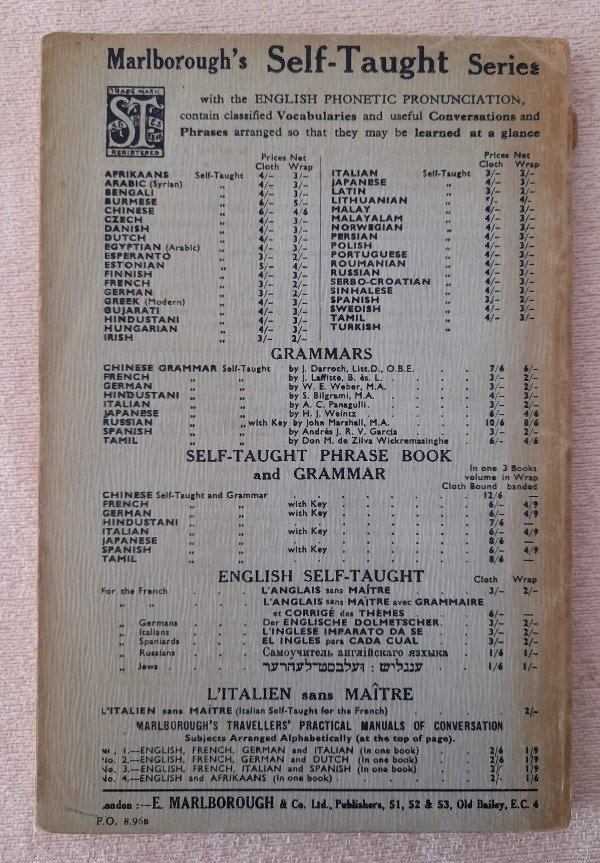 Marlborough's Self-Taught Series
TRADE MARK
ST
REGISTERED
with the ENGLISH PHONETIC PRONUNCIATION,
contain classified Vocabularies and useful Conversations and
Phrases arranged so that they may be learned at a glance
Prices Net
Cloth Wrap
AFRIKAANS Self-Taught 4/– 3/–
ARABIC (Syrian) „ 4/– 3/–
BENGALI „ 4/– 3/–
BURMESE „ 6/– 5/–
CHINESE „ 6/– 4/6
CZECH „ 4/– 3/–
DANISH „ 4/– 3/–
DUTCH „ 4/– 3/–
EGYPTIAN (Arabic) „ 4/– 3/–
ESPERANTO „ 3/– 2/–
ESTONIAN „ 5/– 4/–
FINNISH „ 4/– 3/–
FRENCH „ 3/– 2/–
GERMAN „ 3/– 2/–
GREEK (Modern) „ 4/– 3/–
GUJARATI „ 4/– 3/–
HINDUSTANI „ 4/– 3/–
HUNGARIAN „ 4/– 3/–
IRISH „ 3/– 2/–
Prices Net
Cloth Wrap
ITALIAN Self-Taught 3/– 2/–
JAPANESE „ 4/– 3/–
LATIN „ 3/– 2/–
LITHUANIAN „ 5/– 4/–
MALAY „ 4/– 3/–
MALAYALAM „ 4/– 3/–
NORWEGIAN „ 4/– 3/–
PERSIAN „ 4/– 3/–
POLISH „ 4/– 3/–
PORTUGUESE „ 4/– 3/–
ROUMANIAN „ 4/– 3/–
RUSSIAN „ 4/– 3/–
SERBO-CROATIAN „ 4/– 3/–
SINHALESE „ 4/– 3/–
SPANISH „ 3/– 2/–
SWEDISH „ 4/– 3/–
TAMIL „ 4/– 3/–
TURKISH „
GRAMMARS
CHINESE GRAMMAR Self-Taught by J. Darroch, Litt.D., O.B.E. 7/6 6/–
FRENCH „ „ by J. Laffitte, B. ès. L. 3/– 2/–
GERMAN „ „ by W. E. Weber, M.A. 3/– 2/–
HINDUSTANI „ „ by S. Bilgrami, M.A. 4/– 3/–
ITALIAN „ „ by A. C. Panagulli. 3/– 2/–
JAPANESE „ „ by H. J. Weintz 6/– 4/6
RUSSIAN „ „ with Key by John Marshall, M.A. 10/6 8/6
SPANISH „ „ by Andrés J. R. V. García 3/– 2/–
TAMIL „ „ by Don M. de Zilva Wickremasinghe 6/– 4/6
SELF-TAUGHT PHRASE BOOK
and GRAMMAR
In one 3 Books
volume in Wrap
Cloth Bound banded
CHINESE Self-Taught and Grammar 12/6 —
FRENCH „ „ with Key 6/– 4/9
GERMAN „ „ with Key 6/– 4/9
HINDUSTANI „ „ 7/6 —
ITALIAN „ „ with Key 6/– 4/9
JAPANESE „ „ 8/6 —
SPANISH „ „ with Key 6/– 4/9
TAMIL „ „ 8/6 —
ENGLISH SELF-TAUGHT
Cloth Wrap
For the French L'ANGLAIS sans MAÎTRE 3/– 2/–
„ „ L'ANGLAIS sans MAÎTRE avec GRAMMAIRE
et CORRIGÉ des THÈMES 6/– —
„ Germans Der ENGLISCHE DOLMETSCHER. 3/– 2/–
„ Italians L'INGLESE IMPARATO DA SE 3/– 2/–
„ Spaniards EL INGLES para CADA CUAL 3/– 2/–
„ Russians Самоучитель англійскаго языка 1/6 1/–
„ Jews ענגליש : זעלבסט־לעהרער 1/6 1/–
L'ITALIEN sans MAÎTRE
L'ITALIEN sans MAÎTRE (Italian Self-Taught for the French) 2/–
MARLBOROUGH'S TRAVELLERS' PRACTICAL MANUALS OF CONVERSATION
Subjects Arranged Alphabetically (at the top of page).
1.—ENGLISH, FRENCH, GERMAN and ITALIAN (in one book) 2/6 1/9
No. 2.—ENGLISH, FRENCH, GERMAN and DUTCH (in one book) 2/6 1/9
No. 3.—ENGLISH, FRENCH, ITALIAN and SPANISH (in one book) 2/ 1/9
No. 4.—ENGLISH and AFRIKAANS (in one book) 2/ 1/6
London :—E. MARLBOROUGH & Co. Ltd., Publishers, 51, 52 & 53, Old Bailey, E.C. 4
P.O. 8.96B